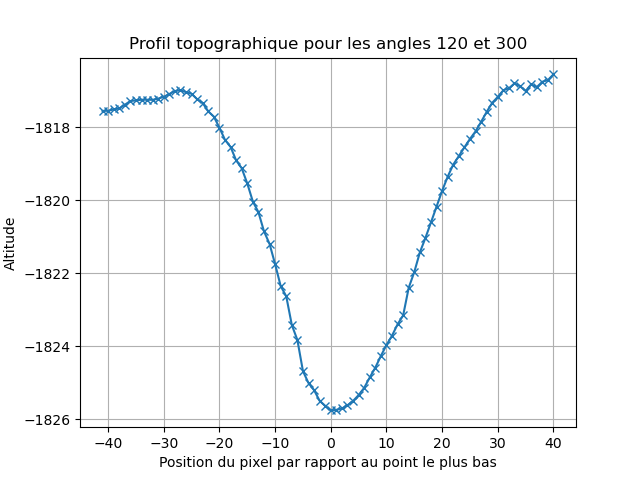 Profil topographique pour les angles 120 et 300
−1818
−1820
−1822
−1824
−1826
Altitude
−40 −30 −20 −10 0 10 20 30 40
Position du pixel par rapport au point le plus bas